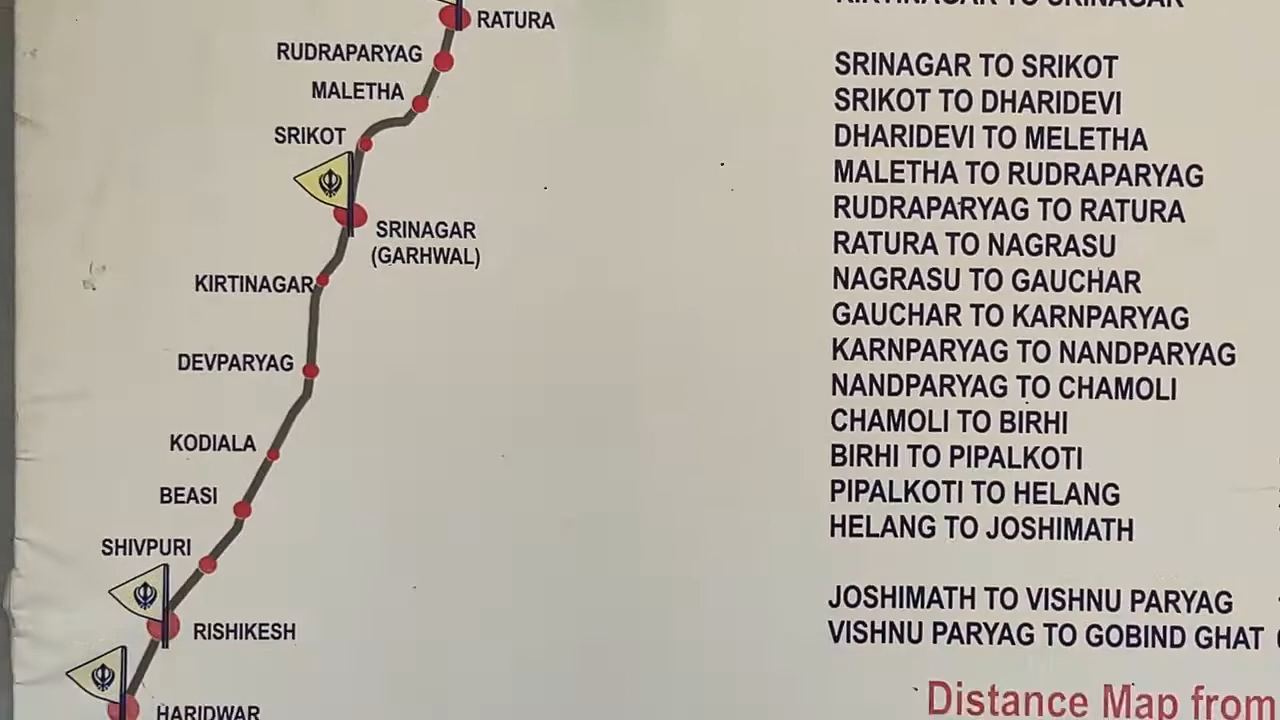 RATURA
RUDRAPARYAG
MALETHA
SRIKOT
SRINAGAR
(GARHWAL)
KIRTINAGAR
DEVPARYAG
KODIALA
BEASI
SHIVPURI
RISHIKESH
HARIDWAR
KIRTINAGAR TO SRINAGAR
SRINAGAR TO SRIKOT
SRIKOT TO DHARIDEVI
DHARIDEVI TO MELETHA
MALETHA TO RUDRAPARYAG
RUDRAPARYAG TO RATURA
RATURA TO NAGRASU
NAGRASU TO GAUCHAR
GAUCHAR TO KARNPARYAG
KARNPARYAG TO NANDPARYAG
NANDPARYAG TO CHAMOLI
CHAMOLI TO BIRHI
BIRHI TO PIPALKOTI
PIPALKOTI TO HELANG
HELANG TO JOSHIMATH
JOSHIMATH TO VISHNU PARYAG
VISHNU PARYAG TO GOBIND GHAT
Distance Map from